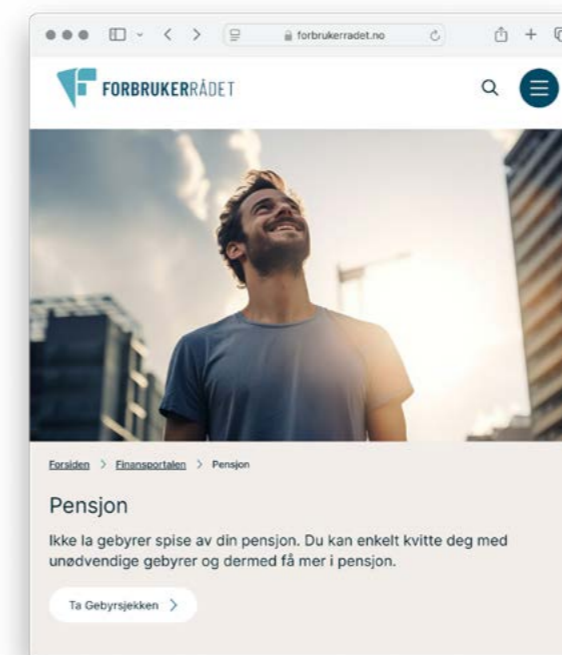 forbrukerradet.no
FORBRUKERRÅDET
Forsiden > Finansportalen > Pensjon
Pensjon
Ikke la gebyrer spise av din pensjon. Du kan enkelt kvitte deg med
unødvendige gebyrer og dermed få mer i pensjon.
Ta Gebyrsjekken >